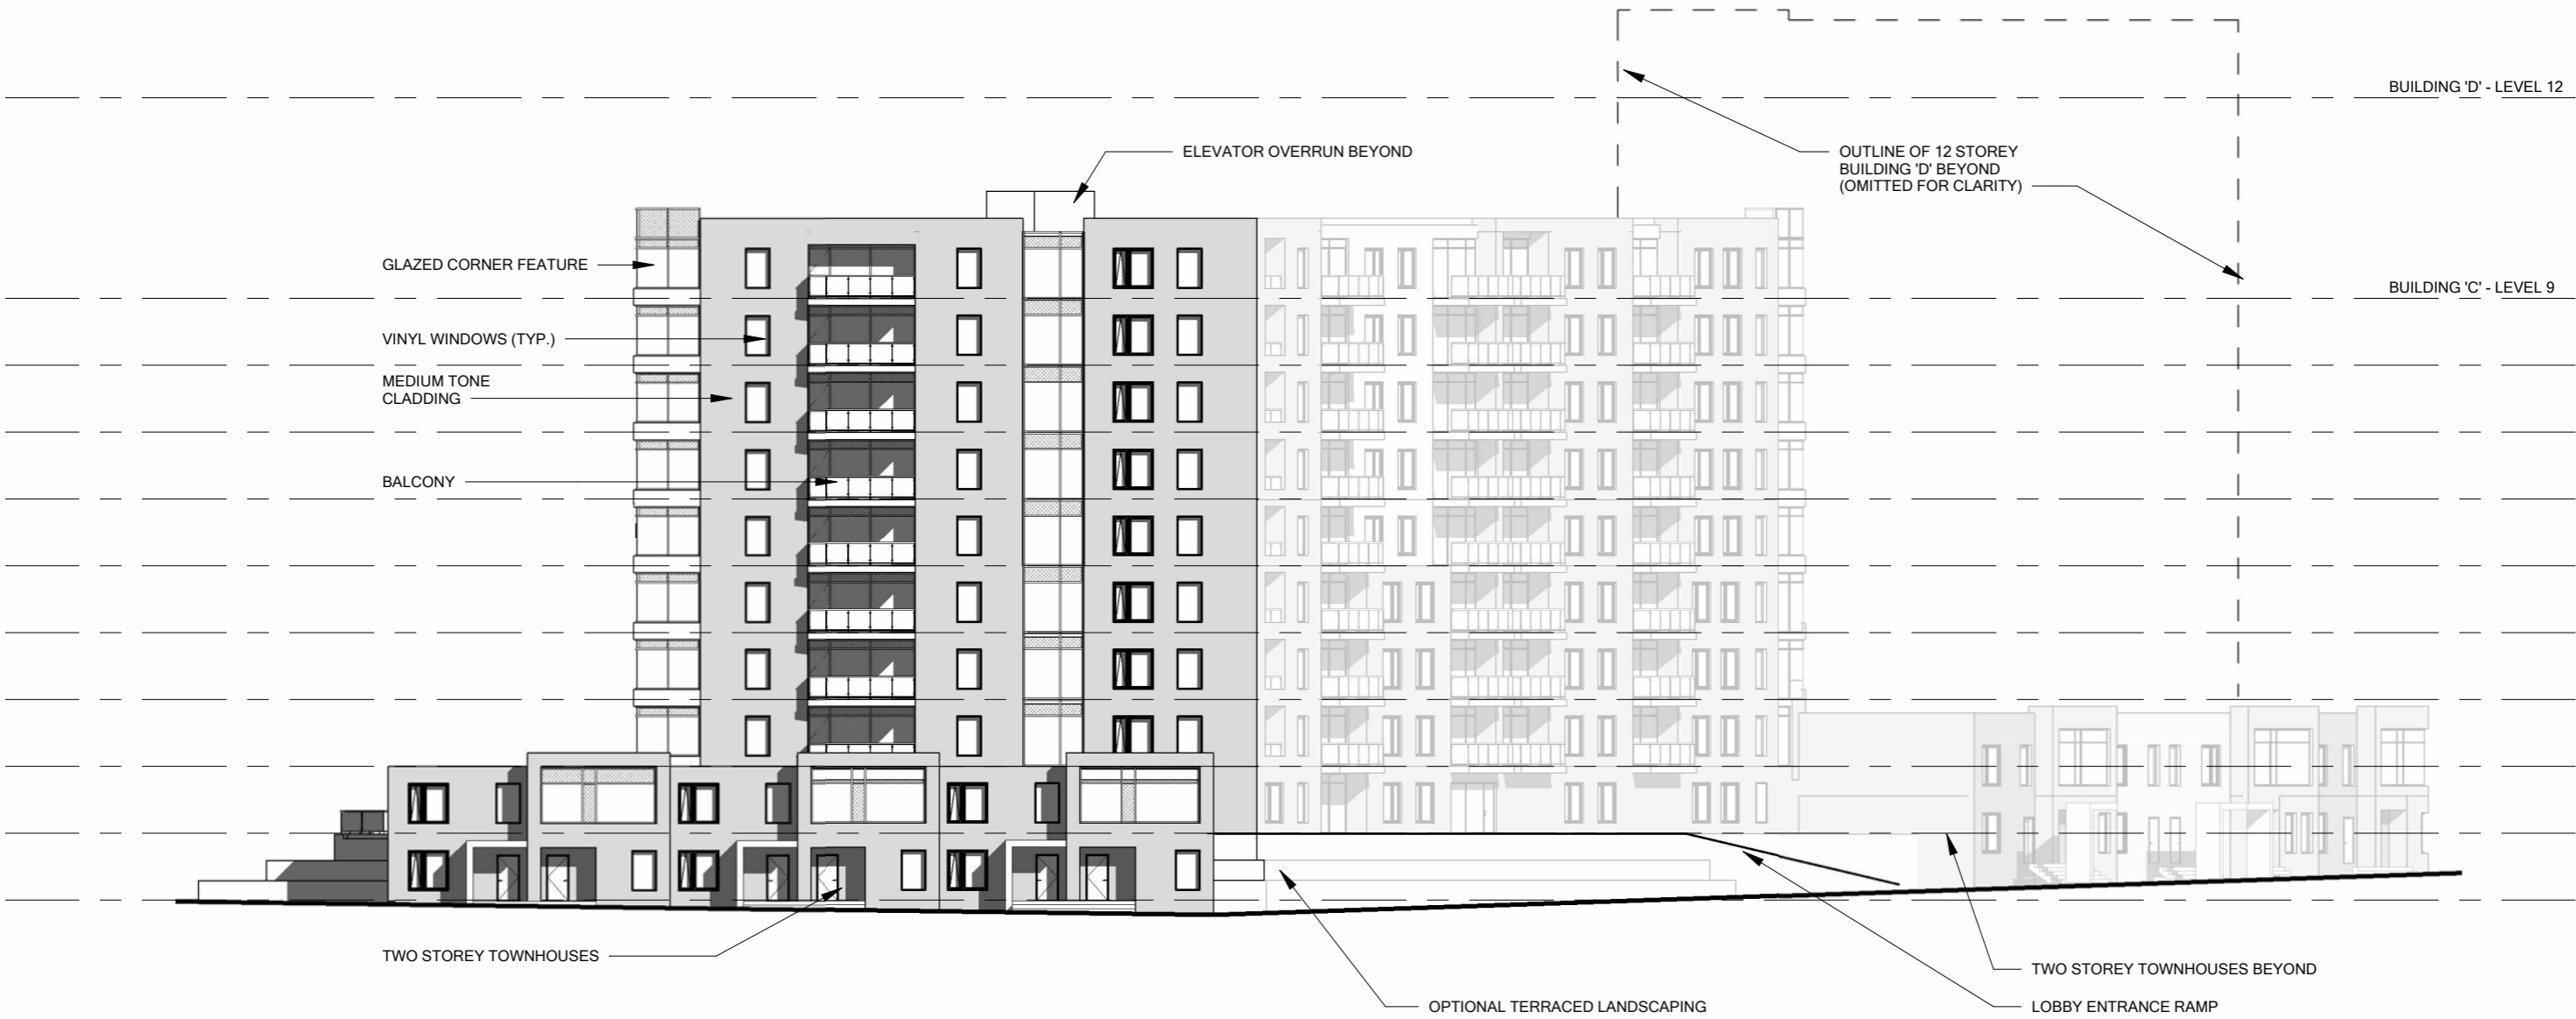 BUILDING 'D' - LEVEL 12
ELEVATOR OVERRUN BEYOND
OUTLINE OF 12 STOREY
BUILDING 'D' BEYOND
(OMITTED FOR CLARITY)
GLAZED CORNER FEATURE
BUILDING 'C' - LEVEL 9
VINYL WINDOWS (TYP.)
MEDIUM TONE
CLADDING
BALCONY
TWO STOREY TOWNHOUSES
TWO STOREY TOWNHOUSES BEYOND
OPTIONAL TERRACED LANDSCAPING
LOBBY ENTRANCE RAMP